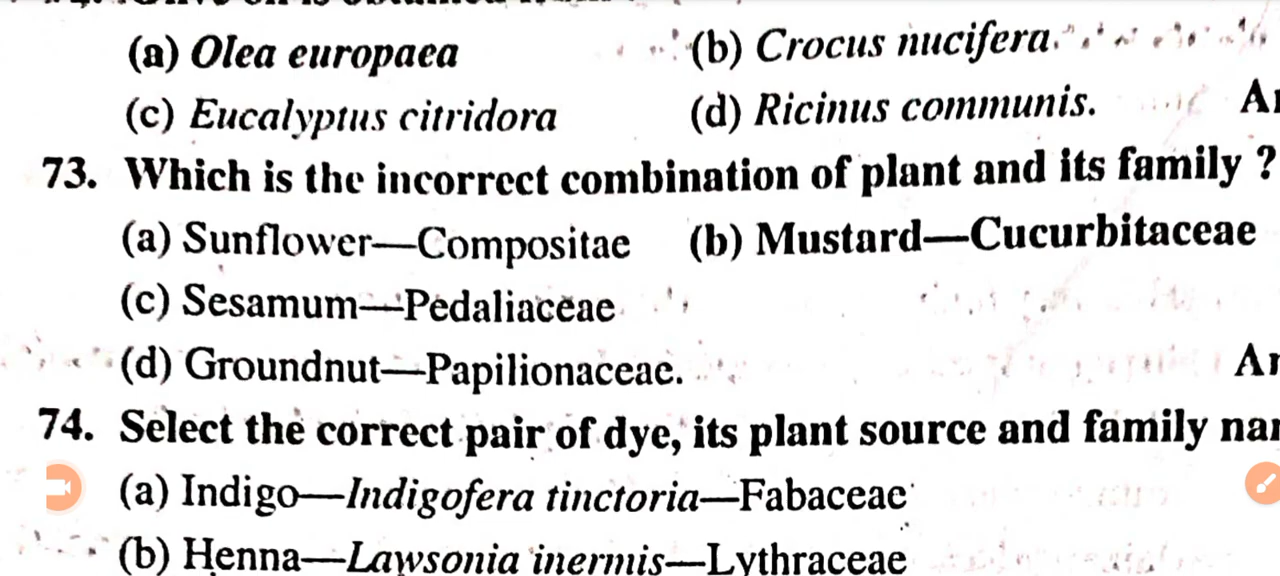 (a) Olea europaea (b) Crocus nucifera.
(c) Eucalyptus citridora (d) Ricinus communis.
73. Which is the incorrect combination of plant and its family ?
(a) Sunflower—Compositae (b) Mustard—Cucurbitaceae
(c) Sesamum—Pedaliaceae
(d) Groundnut—Papilionaceae.
74. Select the correct pair of dye, its plant source and family
(a) Indigo—Indigofera tinctoria—Fabaceae
(b) Henna—Lawsonia inermis—Lythraceae